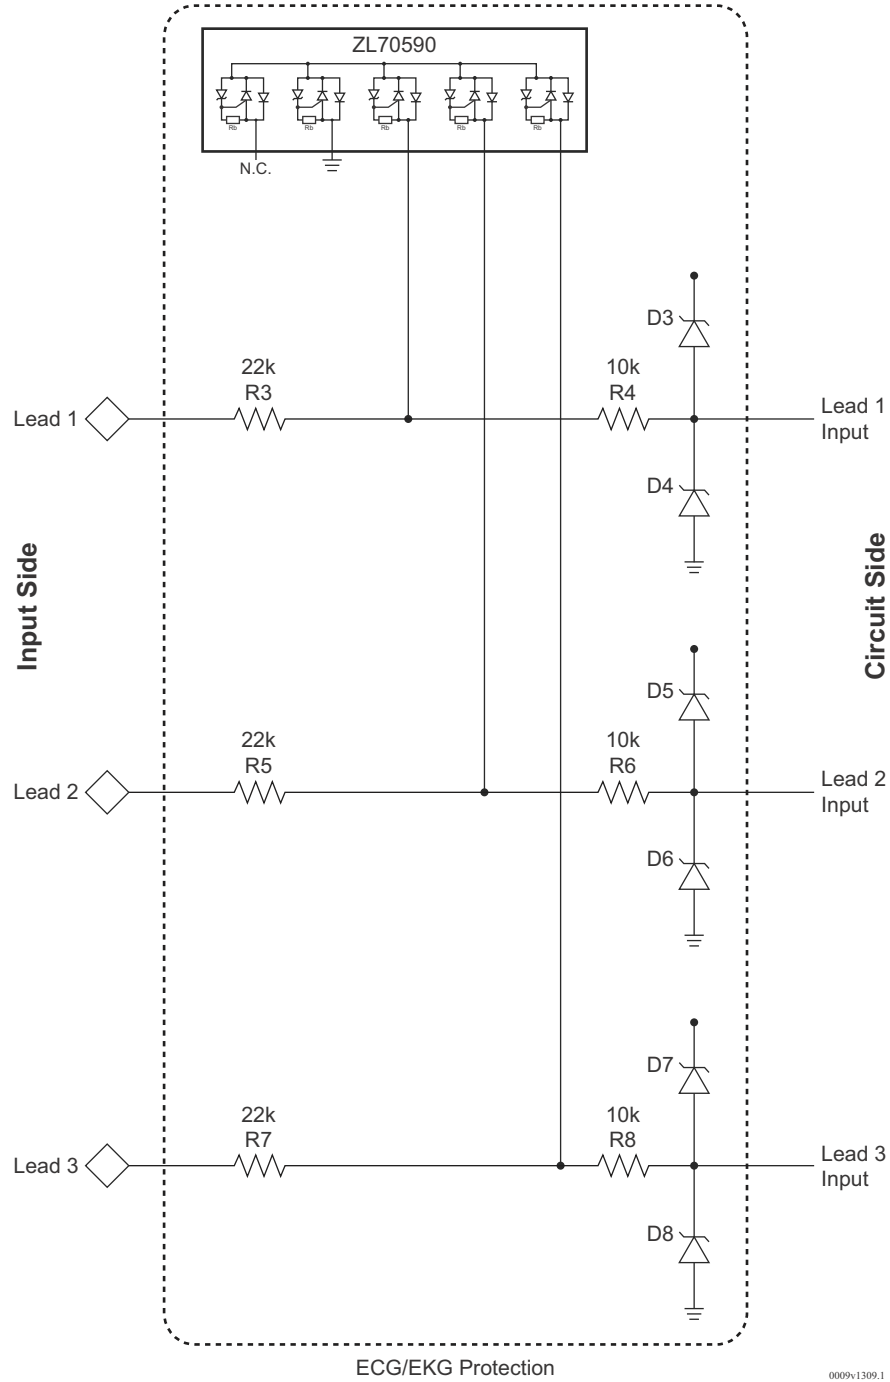 ZL70590
Rb Rb Rb Rb Rb
N.C.
D3
22k
R3
10k
R4
Lead 1
Lead 1
Input
D4
Input Side
Circuit Side
D5
22k
R5
10k
R6
Lead 2
Lead 2
Input
D6
D7
22k
R7
10k
R8
Lead 3
Lead 3
Input
D8
ECG/EKG Protection
0009v1309.1